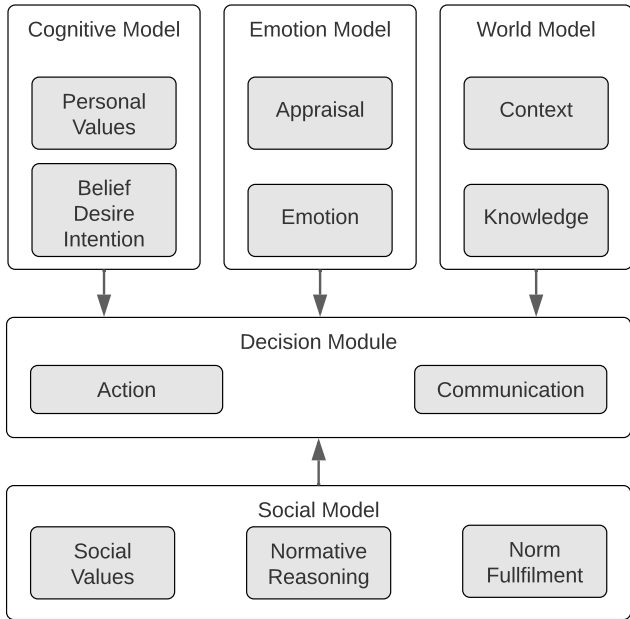 Cognitive Model
Personal
Values
Belief
Desire
Intention
Emotion Model
Appraisal
Emotion
World Model
Context
Knowledge
Decision Module
Action
Communication
Social Model
Social
Values
Normative
Reasoning
Norm
Fullfilment